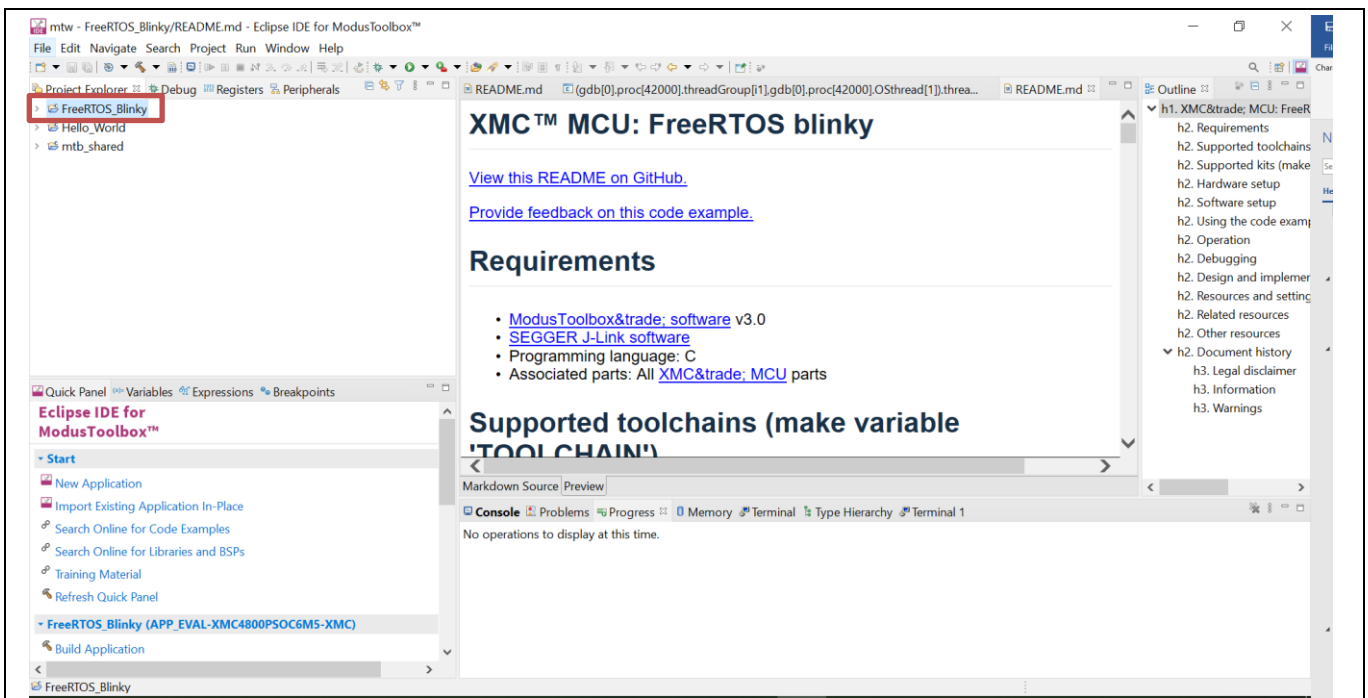 mtw - FreeRTOS_Blinky/README.md - Eclipse IDE for ModusToolbox™
File Edit Navigate Search Project Run Window Help
Project Explorer Debug Registers Peripherals
FreeRTOS_Blinky
Hello_World
mtb_shared
README.md (gdb[0].proc[42000].threadGroup[i1],gdb[0].proc[42000].OSthread[1]).threa... README.md
XMC™ MCU: FreeRTOS blinky
View this README on GitHub.
Provide feedback on this code example.
Requirements
• ModusToolbox&trade; software v3.0
• SEGGER J-Link software
• Programming language: C
• Associated parts: All XMC&trade; MCU parts
Supported toolchains (make variable
'TOOLCHAIN')
Markdown Source Preview
Outline
h1. XMC&trade; MCU: FreeR
h2. Requirements
h2. Supported toolchains
h2. Supported kits (make
h2. Hardware setup
h2. Software setup
h2. Using the code examp
h2. Operation
h2. Debugging
h2. Design and implemen
h2. Resources and setting
h2. Related resources
h2. Other resources
h2. Document history
h3. Legal disclaimer
h3. Information
h3. Warnings
Quick Panel Variables Expressions Breakpoints
Eclipse IDE for
ModusToolbox™
Start
New Application
Import Existing Application In-Place
Search Online for Code Examples
Search Online for Libraries and BSPs
Training Material
Refresh Quick Panel
FreeRTOS_Blinky (APP_EVAL-XMC4800PSOC6M5-XMC)
Build Application
Console Problems Progress Memory Terminal Type Hierarchy Terminal 1
No operations to display at this time.
FreeRTOS_Blinky
Fil
Char
N
Se
He